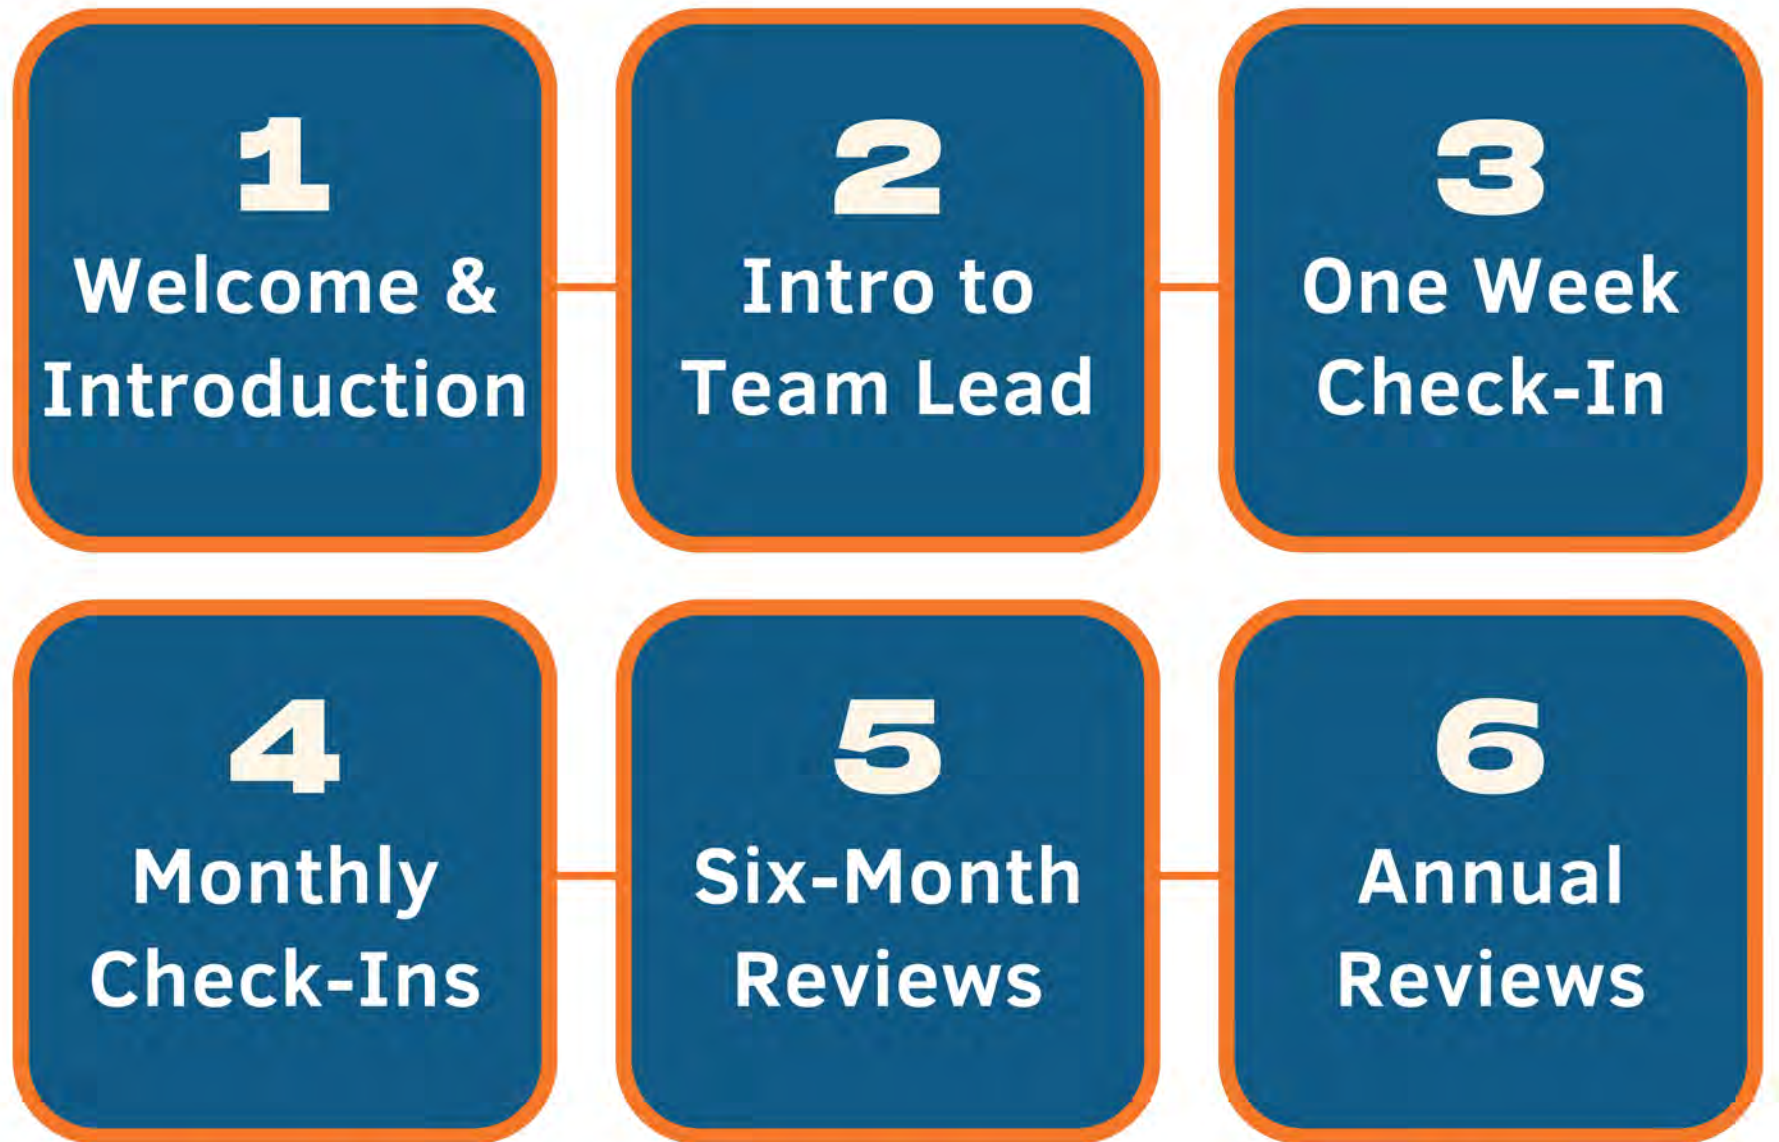 1
Welcome &
Introduction
2
Intro to
Team Lead
3
One Week
Check-In
4
Monthly
Check-Ins
5
Six-Month
Reviews
6
Annual
Reviews